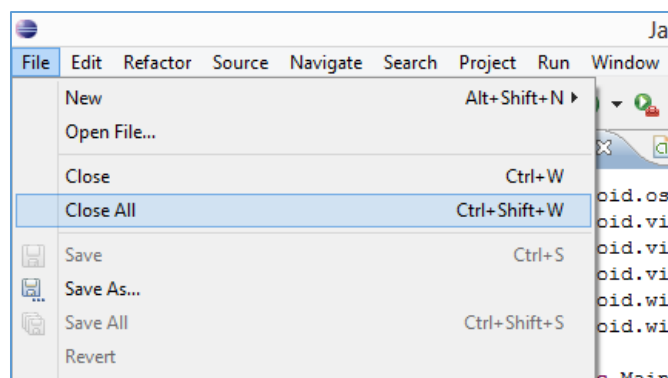 Ja
File Edit Refactor Source Navigate Search Project Run Window
New Alt+Shift+N
Open File...
Close Ctrl+W
Close All Ctrl+Shift+W
Save Ctrl+S
Save As...
Save All Ctrl+Shift+S
Revert
oid.os
oid.vi
oid.vi
oid.vi
oid.wi
oid.wi
Main